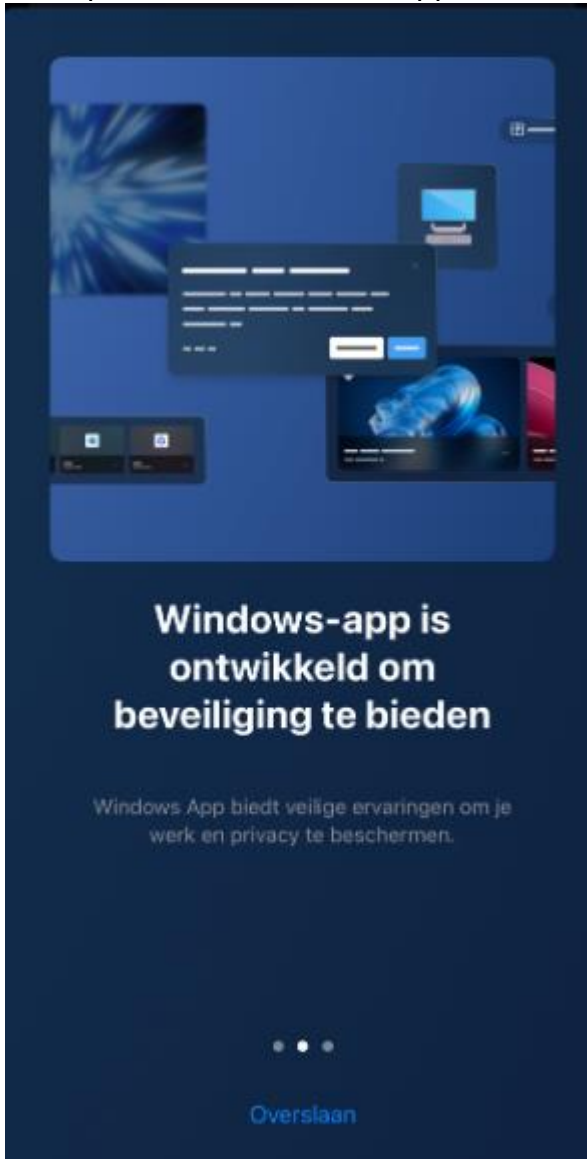 Windows-app is
ontwikkeld om
beveiliging te bieden
Windows App biedt veilige ervaringen om je
werk en privacy te beschermen.
Overslaan